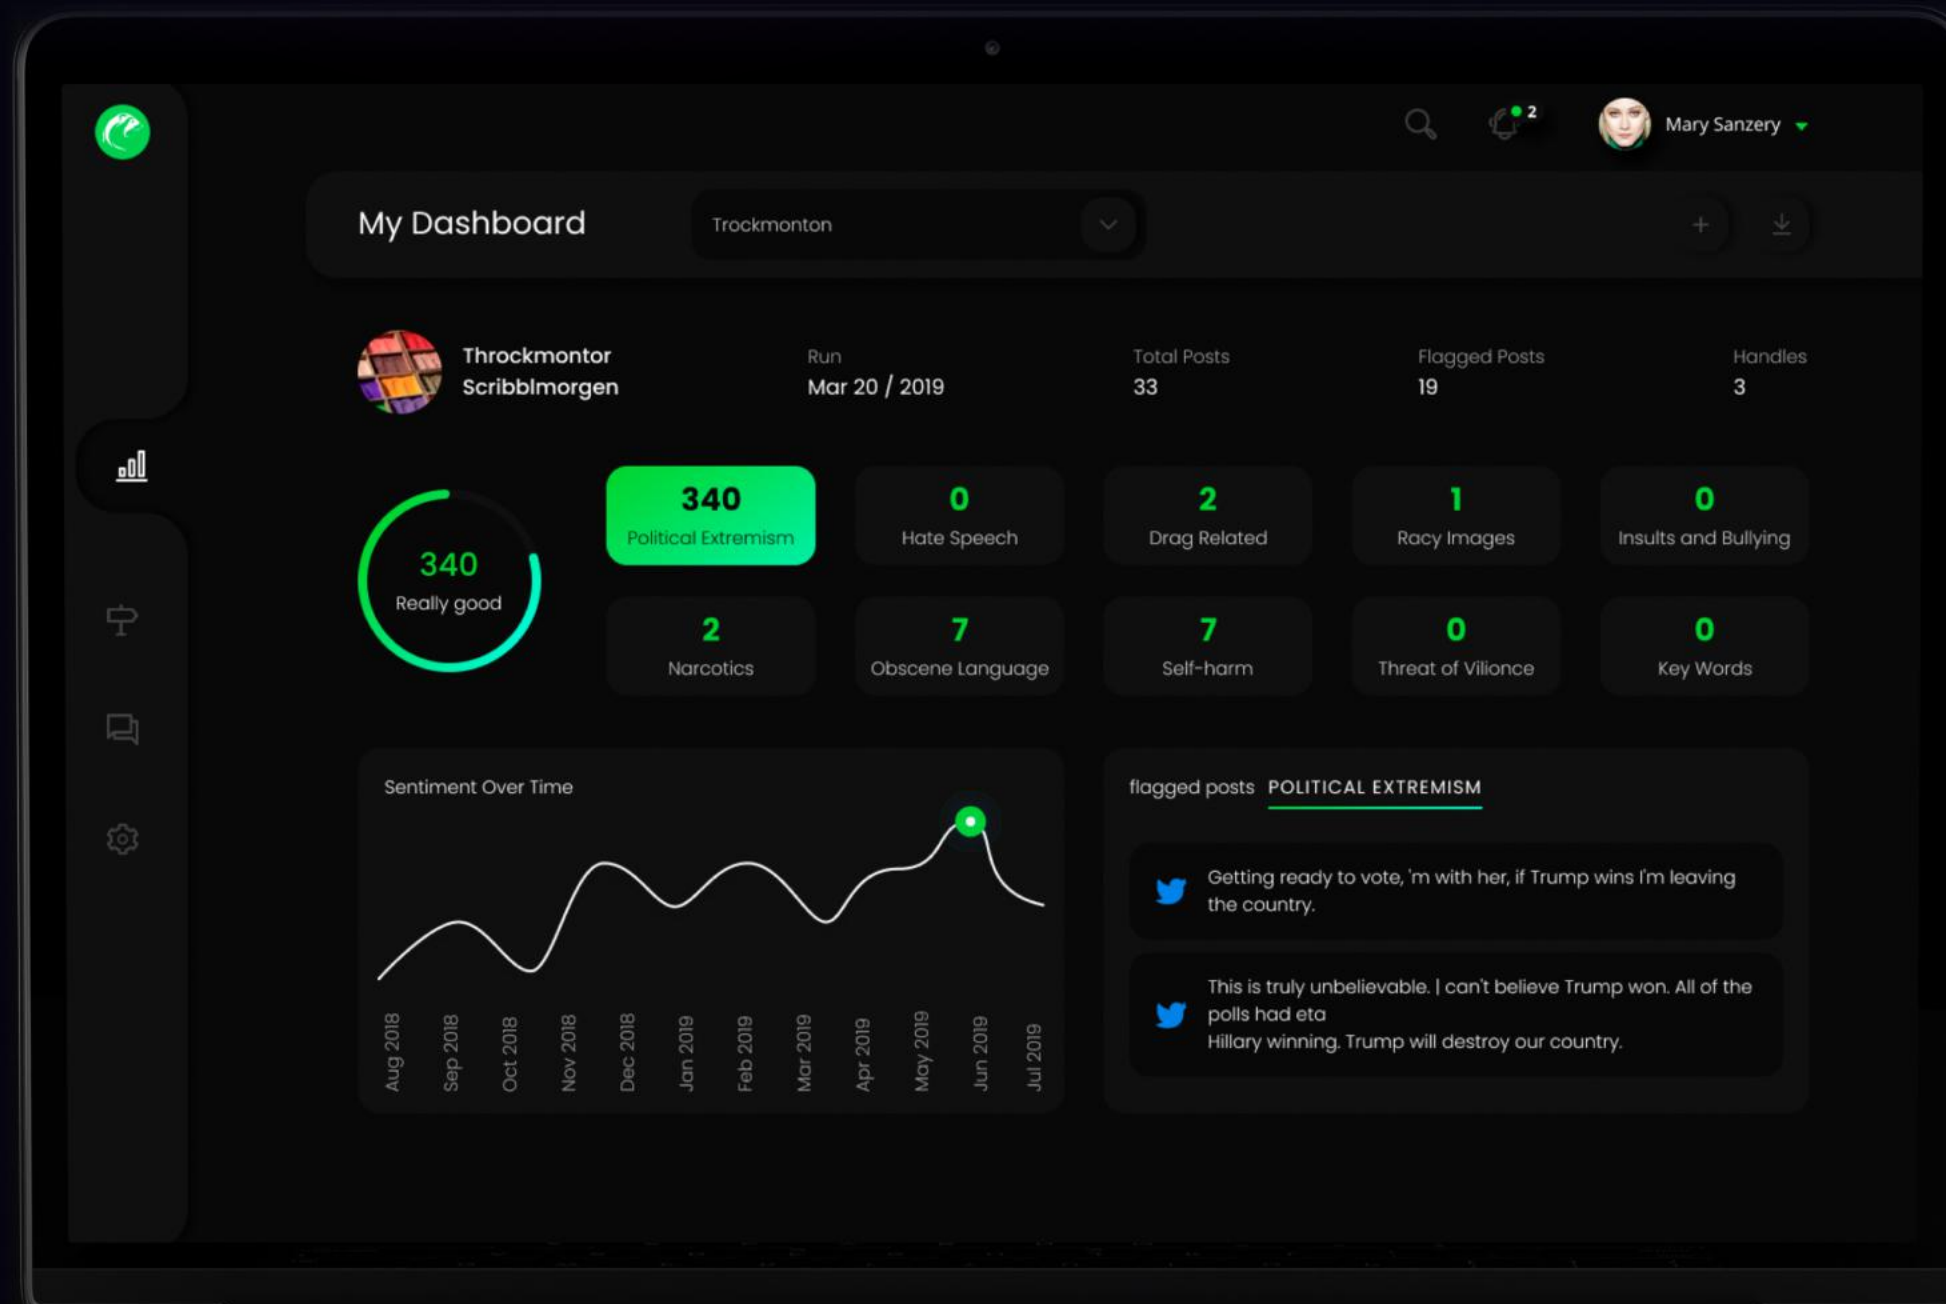 2
Mary Sanzery
My Dashboard
Trockmonton
Throckmontor
Scribblmorgen
Run
Mar 20 / 2019
Total Posts
33
Flagged Posts
19
Handles
3
340
Really good
340
Political Extremism
0
Hate Speech
2
Drag Related
1
Racy Images
0
Insults and Bullying
2
Narcotics
7
Obscene Language
7
Self-harm
0
Threat of Vilionce
0
Key Words
Sentiment Over Time
Aug 2018
Sep 2018
Oct 2018
Nov 2018
Dec 2018
Jan 2019
Feb 2019
Mar 2019
Apr 2019
May 2019
Jun 2019
Jul 2019
flagged posts POLITICAL EXTREMISM
Getting ready to vote, 'm with her, if Trump wins I'm leaving
the country.
This is truly unbelievable. | can't believe Trump won. All of the
polls had eta
Hillary winning. Trump will destroy our country.